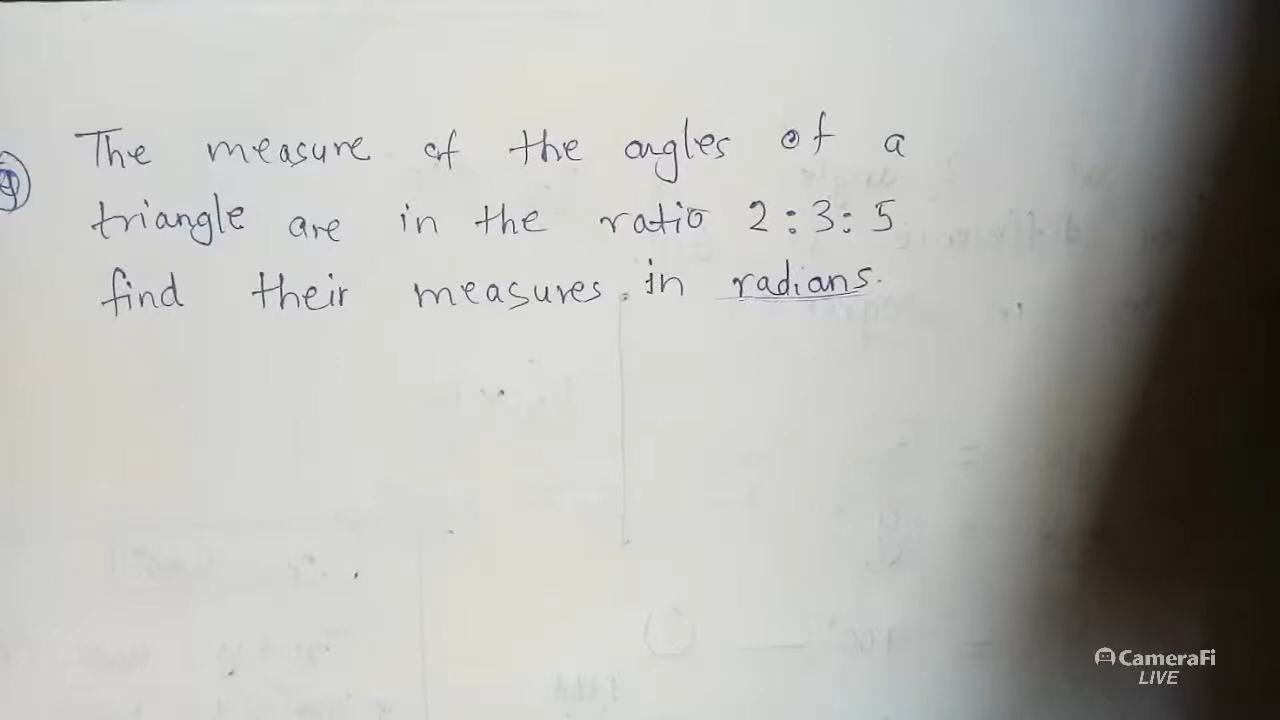 The measure of the angles of a
triangle are in the ratio 2:3:5
find their measures. in radians.
CameraFi
LIVE